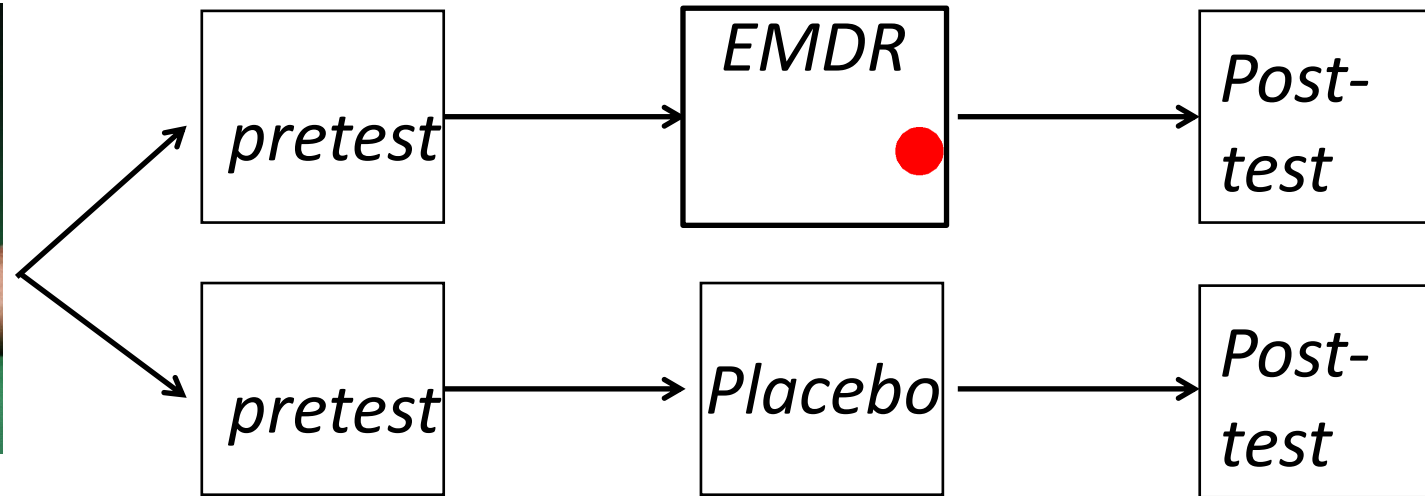 pretest
EMDR
Post-
test
pretest
Placebo
Post-
test